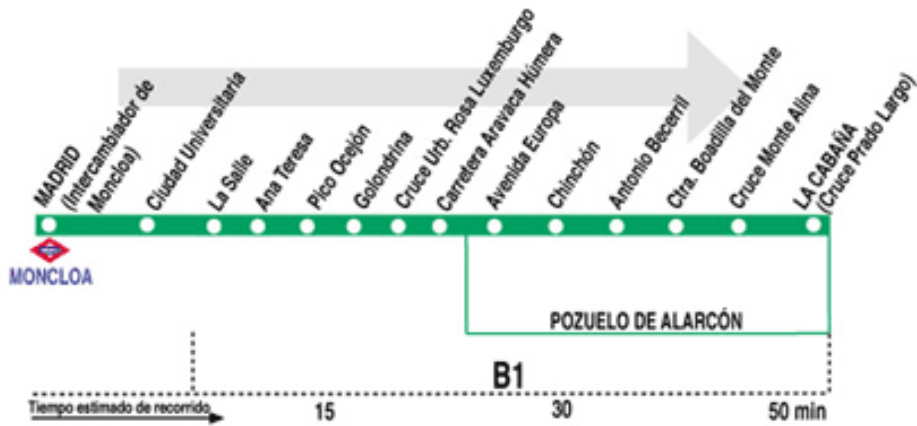 MADRID
(Intercambiador de
Moncloa)
Ciudad Universitaria
La Salle
Ana Teresa
Pico Ocejón
Golondrina
Cruce Urb. Rosa Luxemburgo
Carretera Aravaca Húmera
Avenida Europa
Chinchón
Antonio Becerril
Ctra. Boadilla del Monte
Cruce Monte Alina
LA CABAÑA
(Cruce Prado Largo)
MONCLOA
POZUELO DE ALARCÓN
B1
Tiempo estimado de recorrido
15
30
50 min